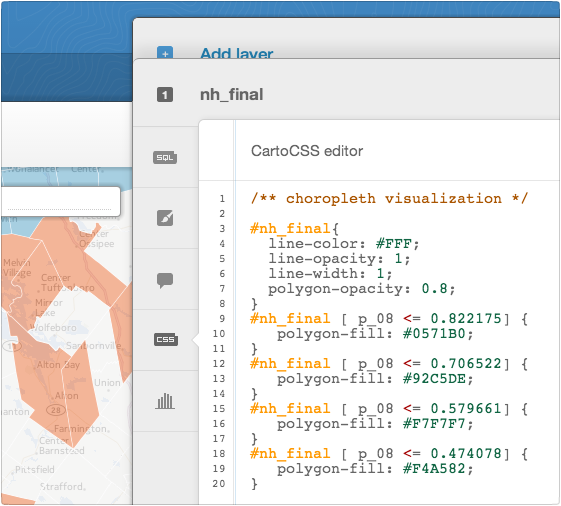 Add layer
1
nh_final
SQL
CartoCSS editor
1 /** choropleth visualization */
2
3 #nh_final{
4 line-color: #FFF;
5 line-opacity: 1;
6 line-width: 1;
7 polygon-opacity: 0.8;
8 }
9 #nh_final [ p_08 <= 0.822175] {
10 polygon-fill: #0571B0;
11 }
12 #nh_final [ p_08 <= 0.706522] {
13 polygon-fill: #92C5DE;
14 }
15 #nh_final [ p_08 <= 0.579661] {
16 polygon-fill: #F7F7F7;
17 }
18 #nh_final [ p_08 <= 0.474078] {
19 polygon-fill: #F4A582;
20 }
CSS
Center
Ossipee
Melvin
Village
Center
Tuftonboro
Mirror
Lake
Wolfeboro
Sanbornville
Alton Bay
Union
Alton
28
Farmington
Center
Barnstead
Pittsfield
Strafford